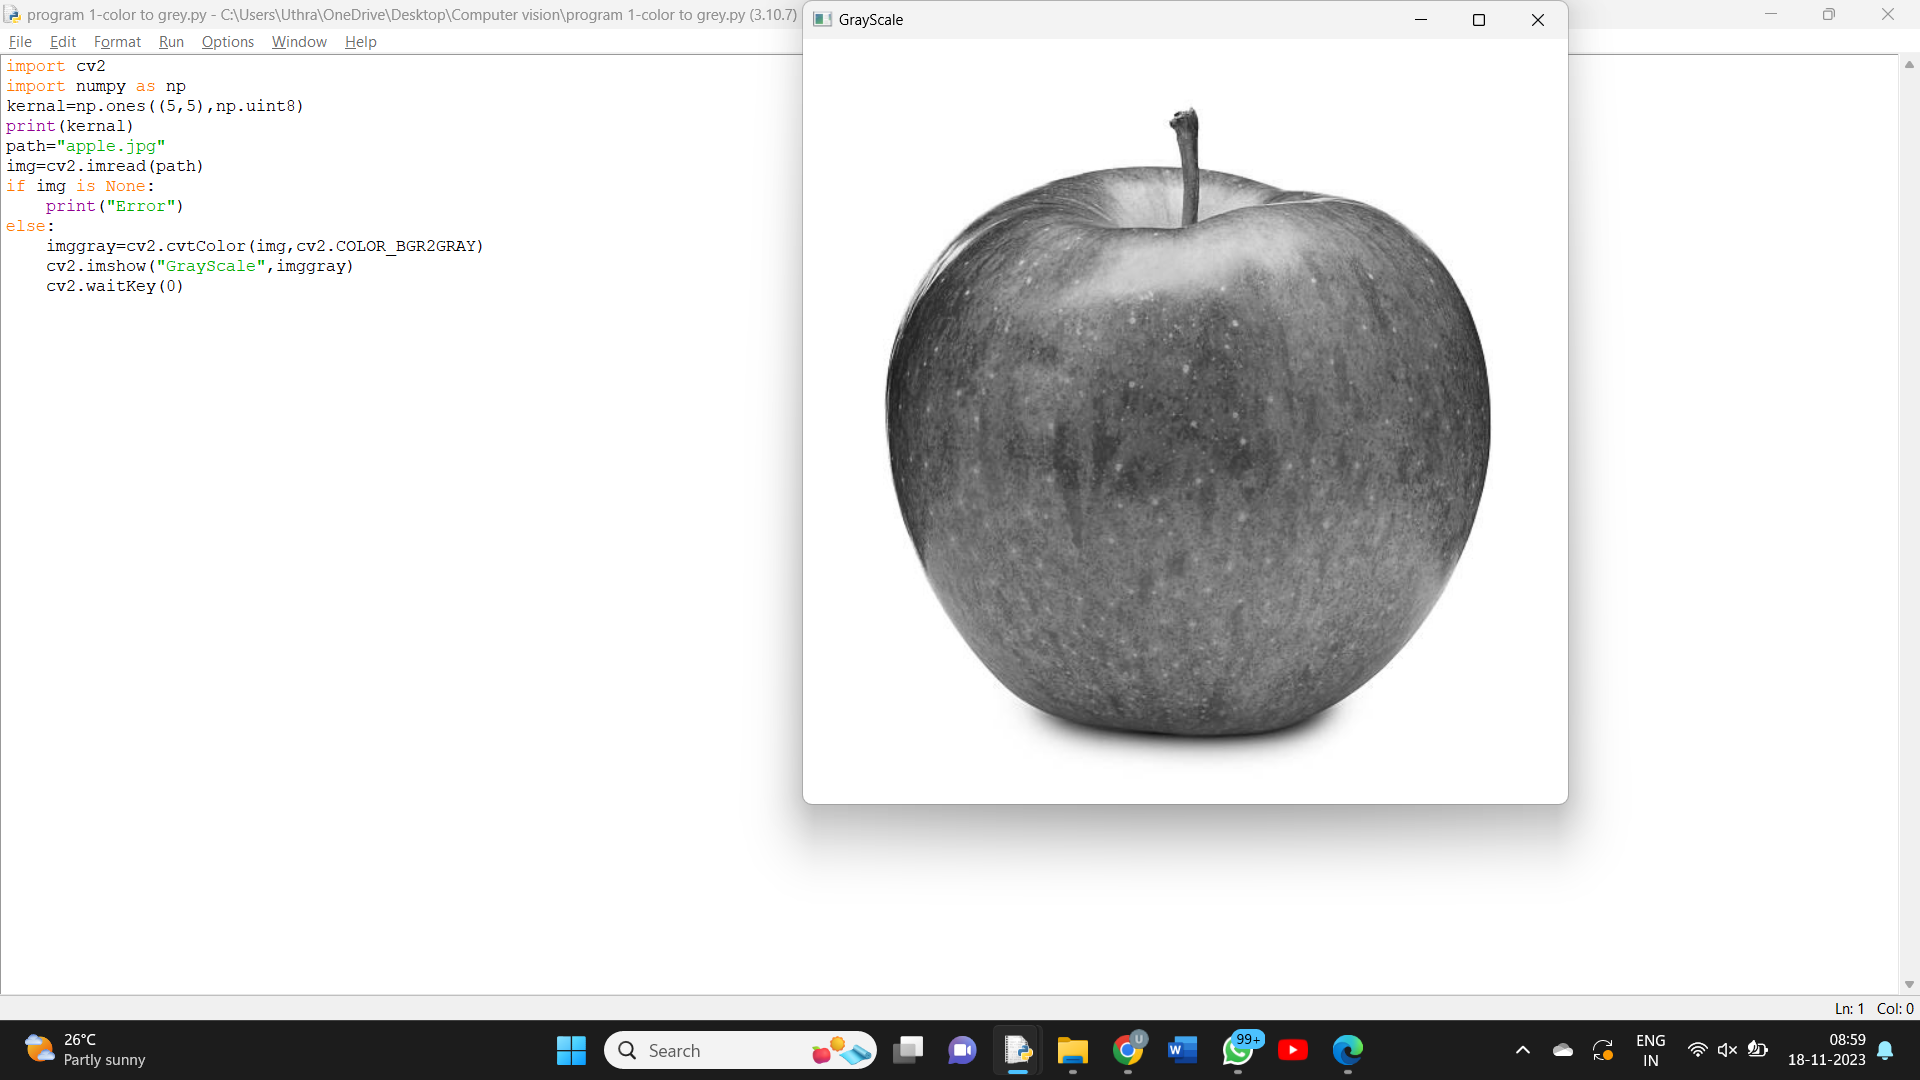 program 1-color to grey.py - C:\Users\Uthra\OneDrive\Desktop\Computer vision\program 1-color to grey.py (3.10.7)
File Edit Format Run Options Window Help
import cv2
import numpy as np
kernal=np.ones((5,5),np.uint8)
print(kernal)
path="apple.jpg"
img=cv2.imread(path)
if img is None:
    print("Error")
else:
    imggray=cv2.cvtColor(img,cv2.COLOR_BGR2GRAY)
    cv2.imshow("GrayScale",imggray)
    cv2.waitKey(0)
GrayScale
Ln: 1 Col: 0
26°C
Partly sunny
Search
U
W
99+
ENG
IN
08:59
18-11-2023